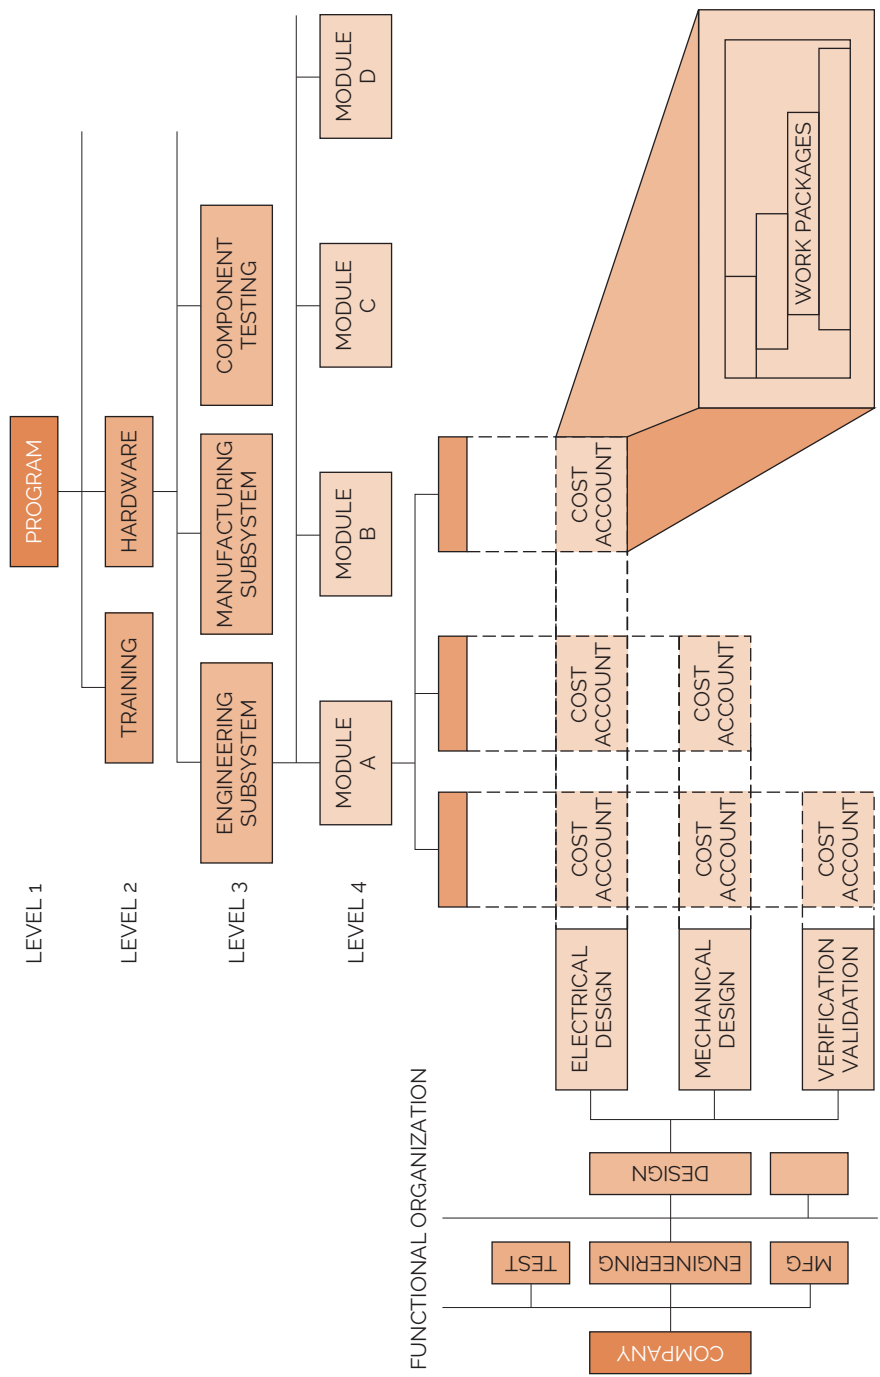 PROGRAM
LEVEL 1
TRAINING
HARDWARE
LEVEL 2
ENGINEERING
SUBSYSTEM
MANUFACTURING
SUBSYSTEM
COMPONENT
TESTING
LEVEL 3
MODULE
A
MODULE
B
MODULE
C
MODULE
D
LEVEL 4
FUNCTIONAL ORGANIZATION
COMPANY
TEST
ENGINEERING
MFG
DESIGN
ELECTRICAL
DESIGN
COST
ACCOUNT
COST
ACCOUNT
COST
ACCOUNT
MECHANICAL
DESIGN
COST
ACCOUNT
COST
ACCOUNT
VERIFICATION
VALIDATION
COST
ACCOUNT
WORK PACKAGES